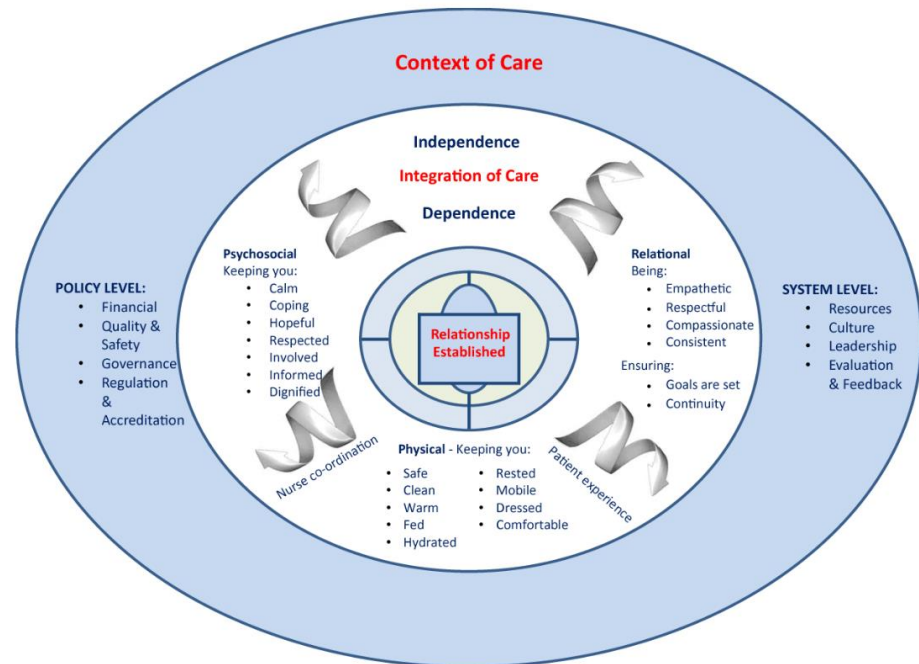 Context of Care
Independence
Integration of Care
Dependence
Psychosocial
Keeping you:
• Calm
• Coping
• Hopeful
• Respected
• Involved
• Informed
• Dignified
Relational
Being:
• Empathetic
• Respectful
• Compassionate
• Consistent
Ensuring:
• Goals are set
• Continuity
POLICY LEVEL:
• Financial
• Quality &
Safety
• Governance
• Regulation
&
Accreditation
SYSTEM LEVEL:
• Resources
• Culture
• Leadership
• Evaluation
& Feedback
Relationship
Established
Nurse co-ordination
Patient experience
Physical - Keeping you:
• Safe
• Clean
• Warm
• Fed
• Hydrated
• Rested
• Mobile
• Dressed
• Comfortable